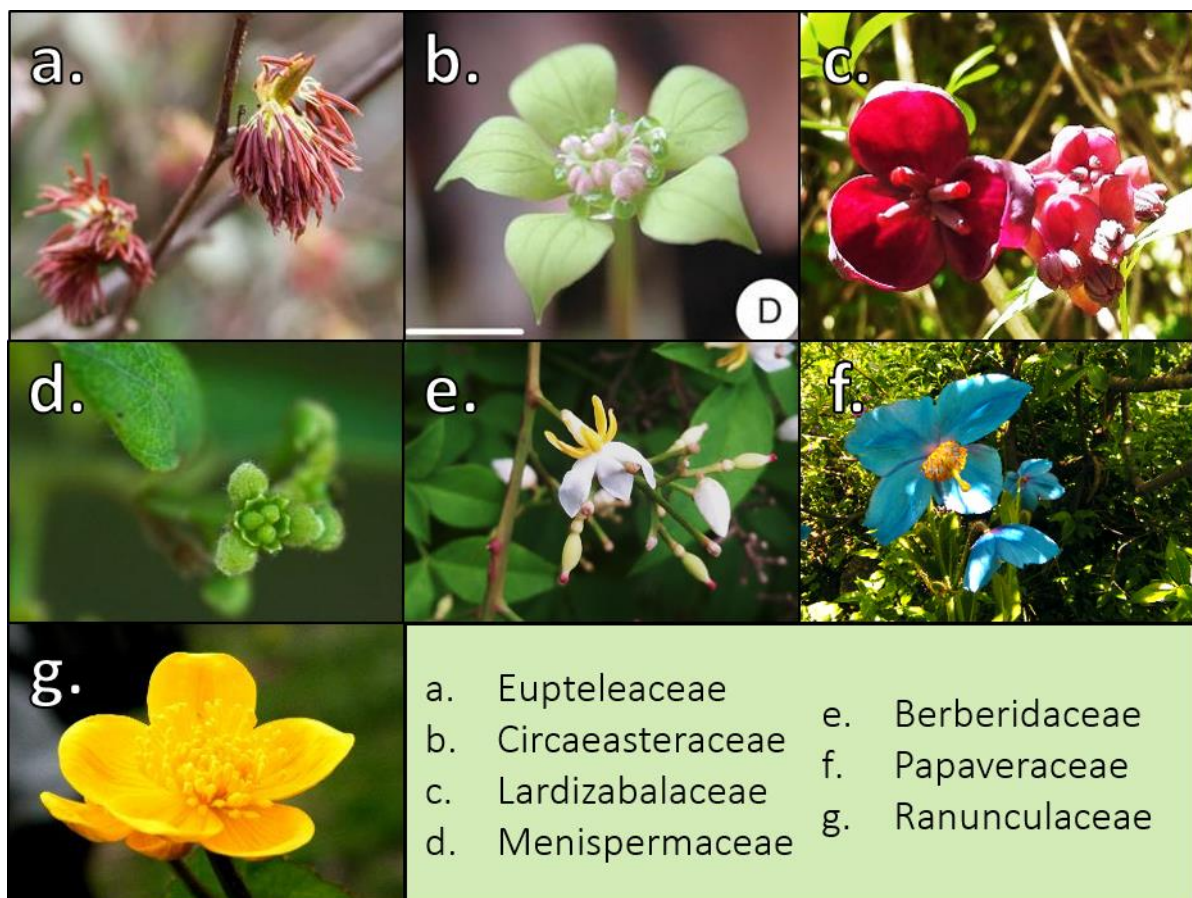 a.
b.
c.
D
d.
e.
f.
g.
a. Eupteleaceae
b. Circaeasteraceae
c. Lardizabalaceae
d. Menispermaceae
e. Berberidaceae
f. Papaveraceae
g. Ranunculaceae